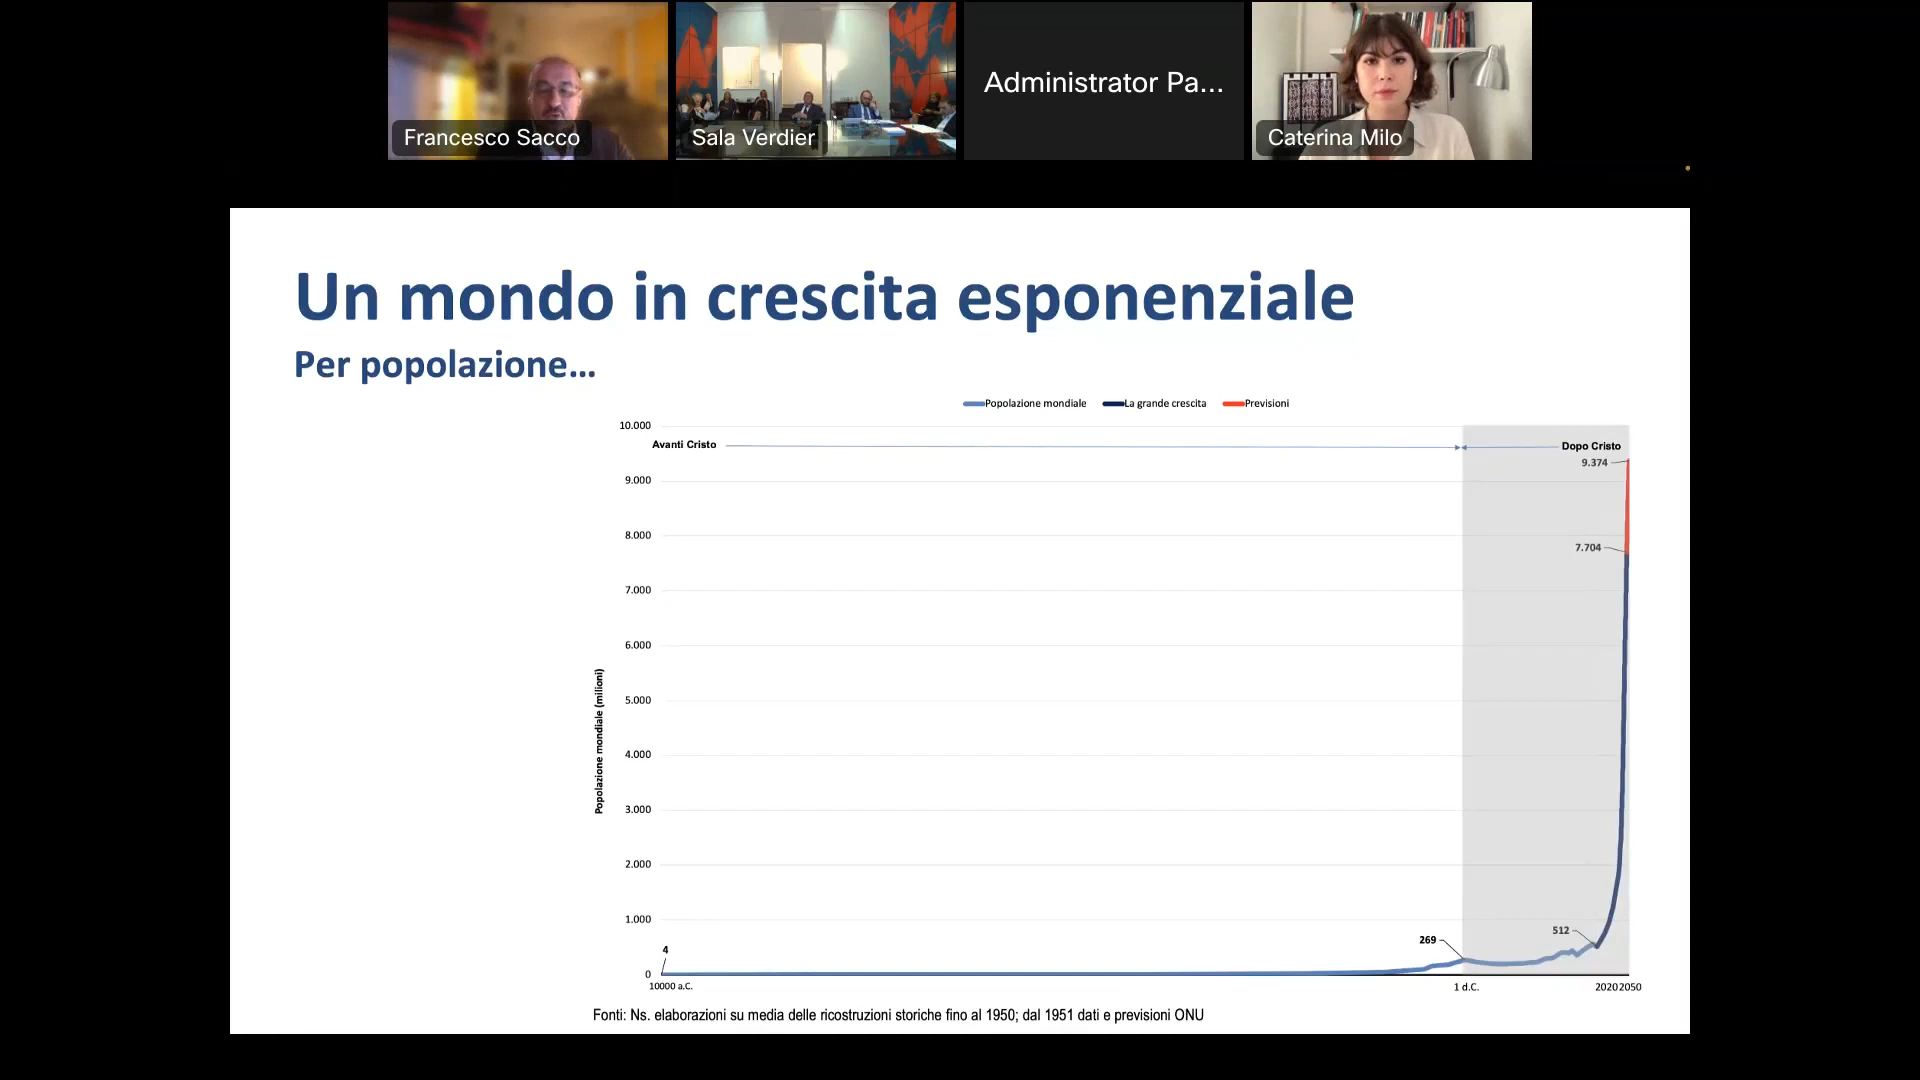 Francesco Sacco
Sala Verdier
Administrator Pa...
Caterina Milo
Un mondo in crescita esponenziale
Per popolazione...
Popolazione mondiale
La grande crescita
Previsioni
10.000
Avanti Cristo
Dopo Cristo
9.374
9.000
8.000
7.704
7.000
6.000
5.000
Popolazione mondiale (milioni)
4.000
3.000
2.000
1.000
512
269
4
0
10000 a.C.
1 d.C.
2020
2050
Fonti: Ns. elaborazioni su media delle ricostruzioni storiche fino al 1950; dal 1951 dati e previsioni ONU